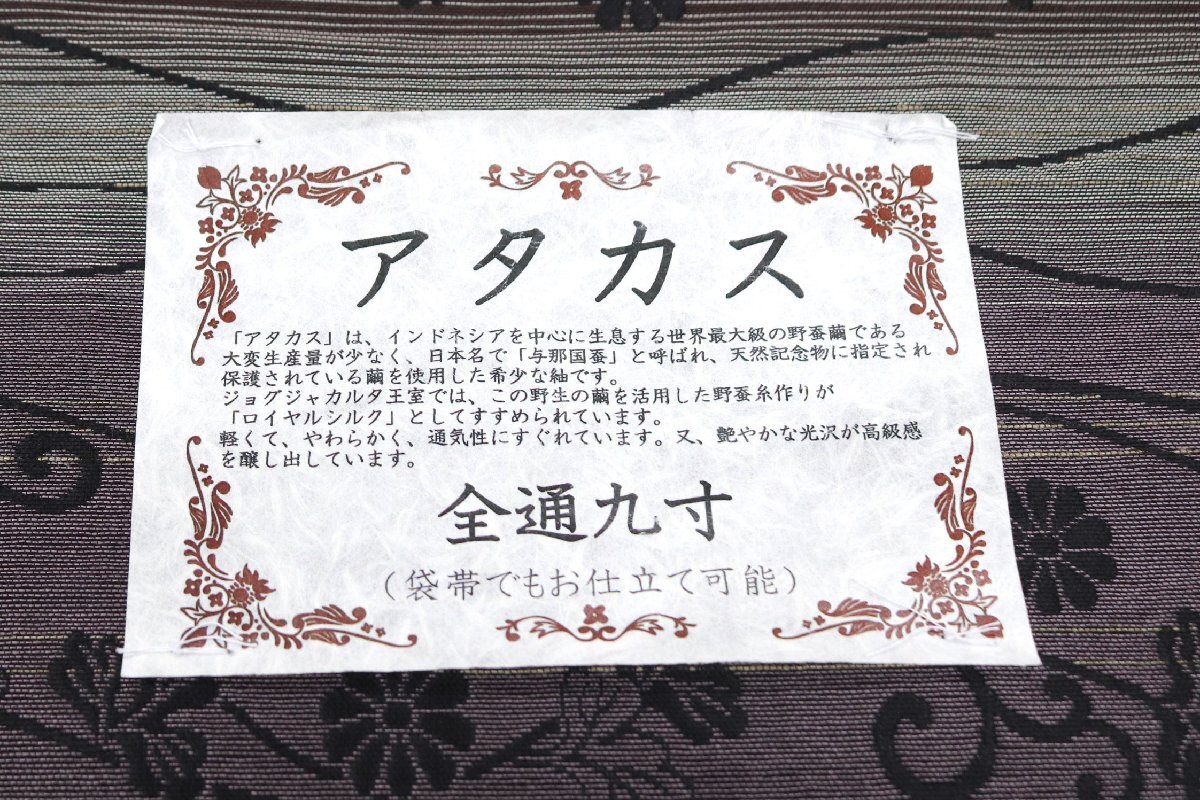 アタカス
「アタカス」は、インドネシアを中心に生息する世界最大級の野蚕繭である
大変生産量が少なく、日本名で「与那国蚕」と呼ばれ、天然記念物に指定され
保護されている繭を使用した希少な紬です。
ジョグジャカルタ王室では、この野生の繭を活用した野蚕糸作りが
「ロイヤルシルク」としてすすめられています。
軽くて、やわらかく、通気性にすぐれています。又、艶やかな光沢が高級感
を醸し出しています。
全通九寸
（袋帯でもお仕立て可能）